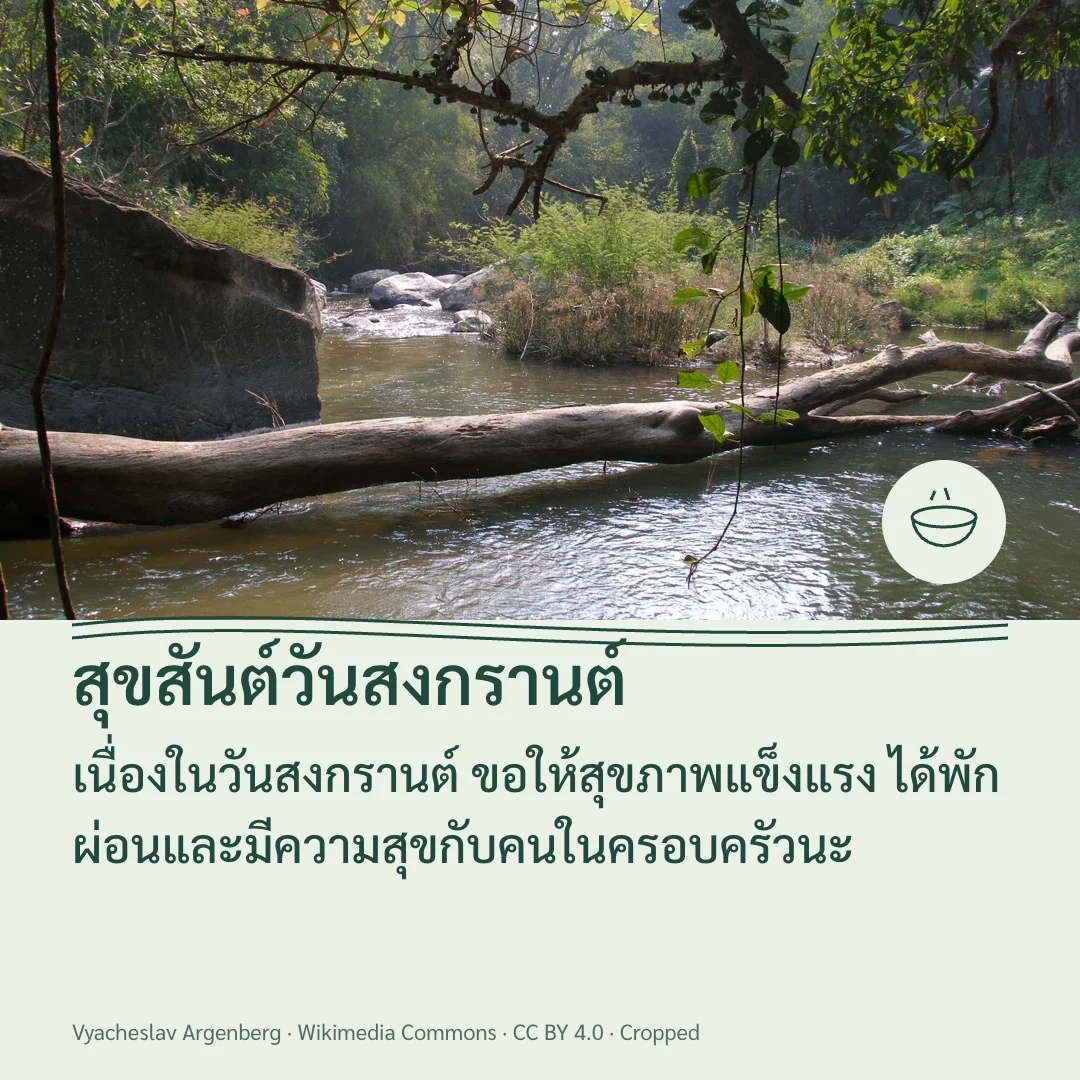 สุขสันต์วันสงกรานต์
เนื่องในวันสงกรานต์ ขอให้สุขภาพแข็งแรง ได้พัก
ผ่อนและมีความสุขกับคนในครอบครัวนะ
Vyacheslav Argenberg · Wikimedia Commons · CC BY 4.0 · Cropped